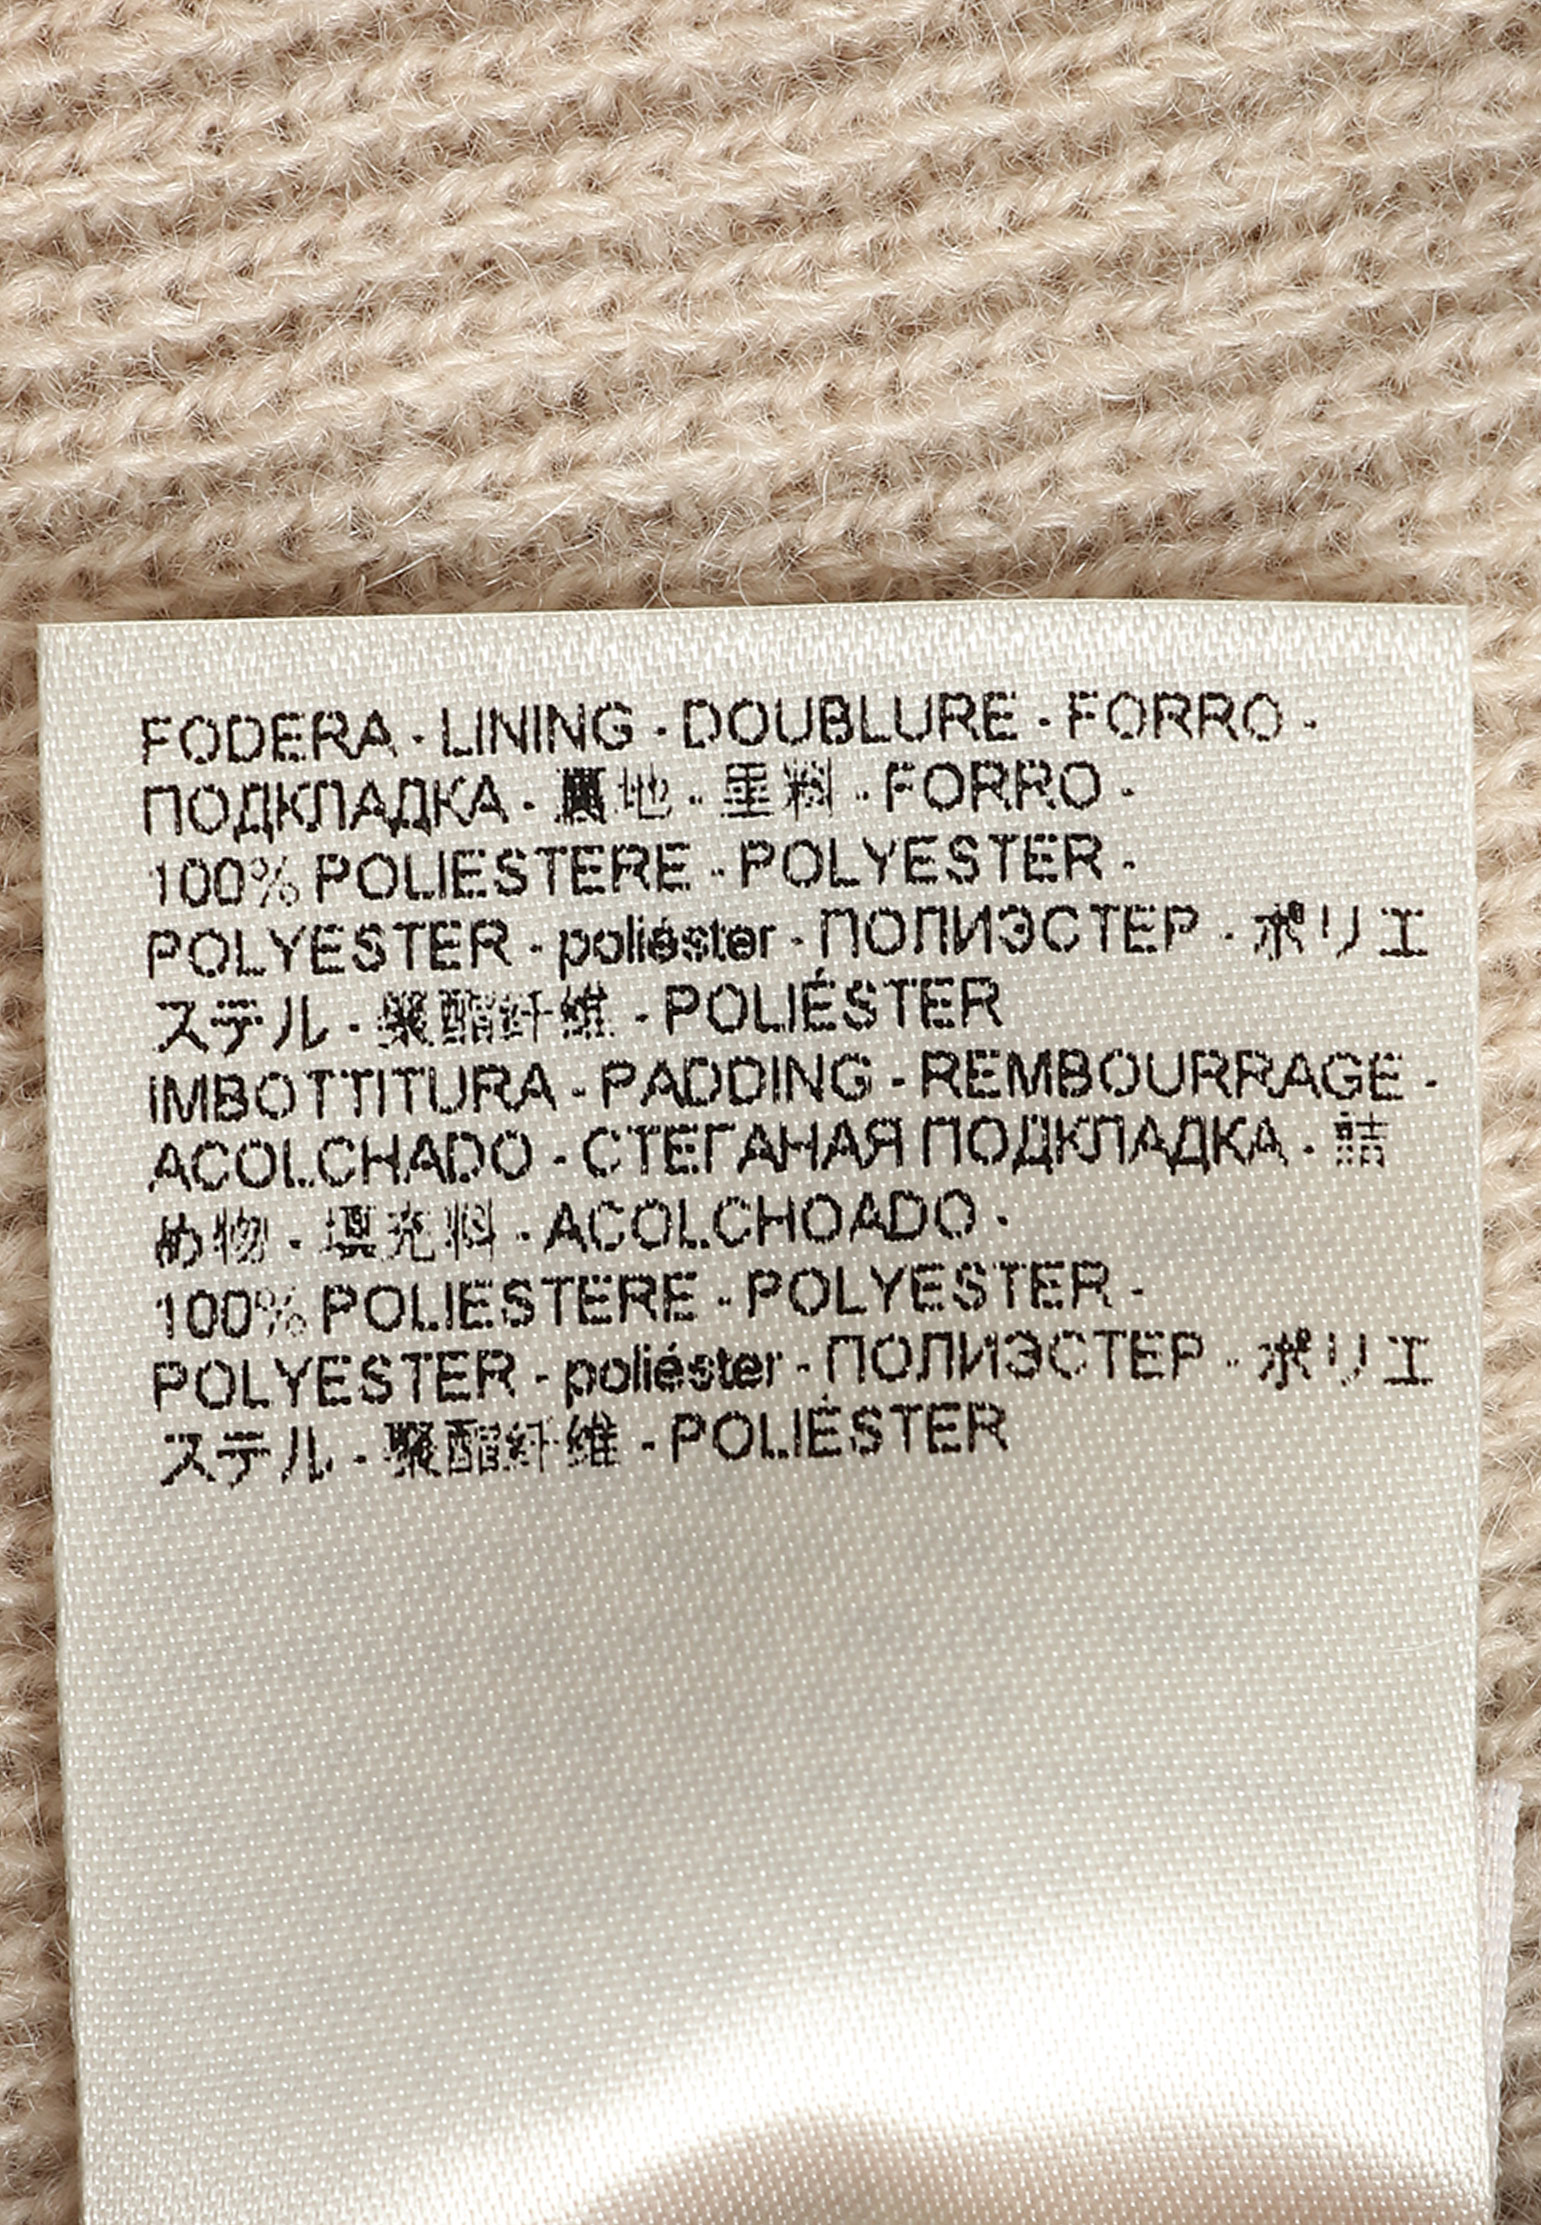 FODERA - LINING - DOUBLURE - FORRO -
ПОДКЛАДКА - 裏地 - 里料 - FORRO -
100% POLIESTERE - POLYESTER -
POLYESTER - poliéster - ПОЛИЭСТЕР - ポリエ
ステル - 聚酯纤维 - POLIÉSTER
IMBOTTITURA - PADDING - REMBOURRAGE -
ACOLCHADO - СТЕГАНАЯ ПОДКЛАДКА - 詰
め物 - 填充料 - ACOLCHOADO -
100% POLIESTERE - POLYESTER -
POLYESTER - poliéster - ПОЛИЭСТЕР - ポリエ
ステル - 聚酯纤维 - POLIÉSTER